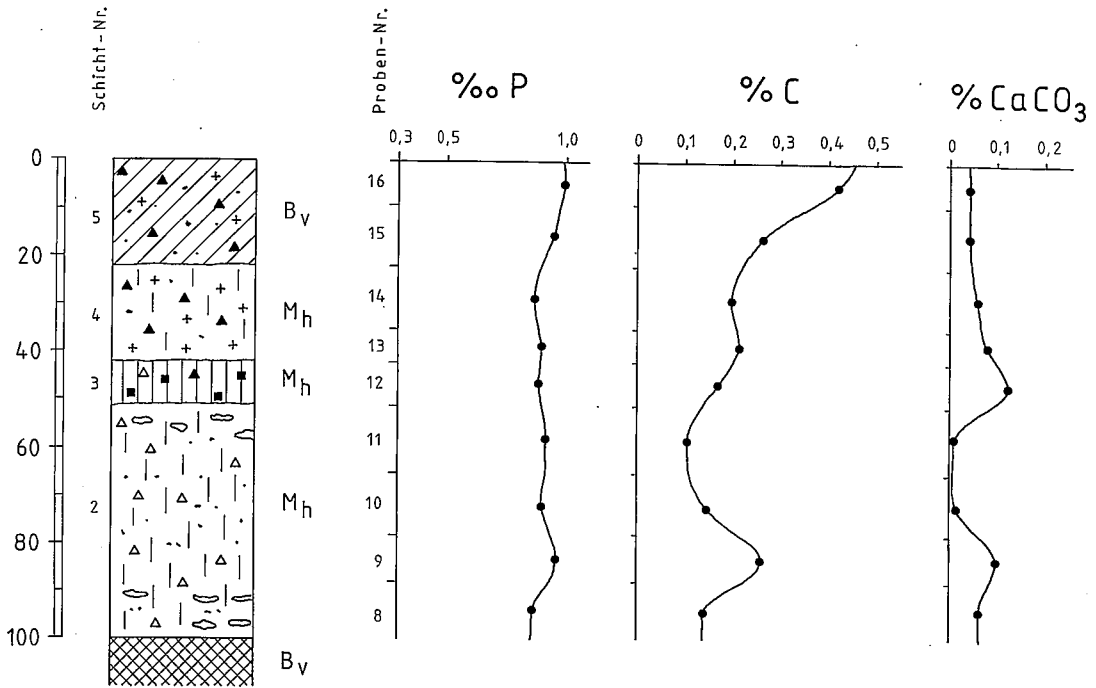 Schicht-Nr.
Proben-Nr.
‰ P
% C
% CaCO₃
0,3 0,5 1,0
0 0,1 0,2 0,3 0,5
0 0,1 0,2
0
20
40
60
80
100
5
4
3
2
Bv
Mh
Mh
Mh
Bv
16
15
14
13
12
11
10
9
8